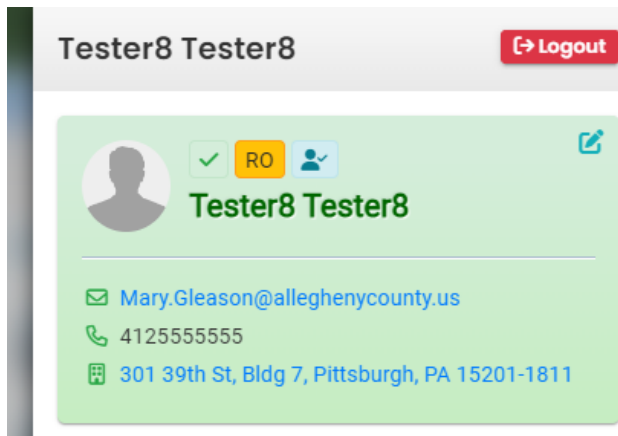 Tester8 Tester8
Logout
RO
Tester8 Tester8
Mary.Gleason@alleghenycounty.us
4125555555
301 39th St, Bldg 7, Pittsburgh, PA 15201-1811